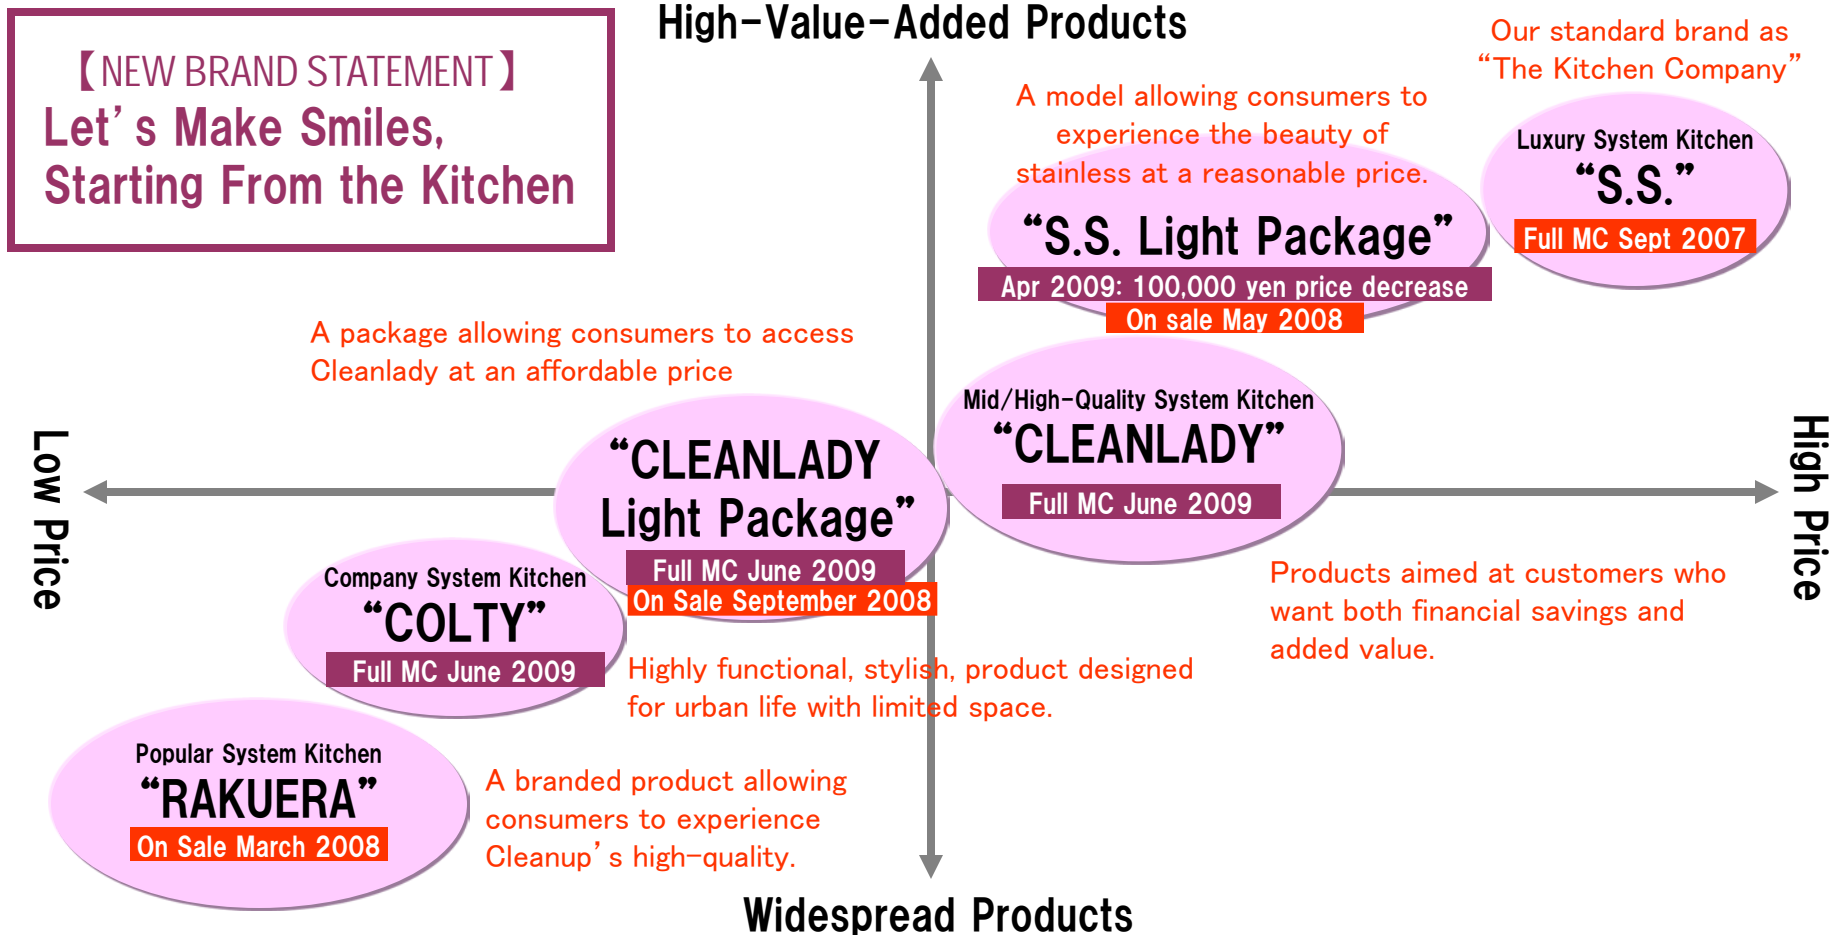 High-Value-Added Products
【NEW BRAND STATEMENT】
Let’s Make Smiles,
Starting From the Kitchen
Our standard brand as
“The Kitchen Company”
Luxury System Kitchen
“S.S.”
Full MC Sept 2007
A model allowing consumers to
experience the beauty of
stainless at a reasonable price.
“S.S. Light Package”
Apr 2009: 100,000 yen price decrease
On sale May 2008
A package allowing consumers to access
Cleanlady at an affordable price
Mid/High-Quality System Kitchen
“CLEANLADY”
Full MC June 2009
“CLEANLADY
Light Package”
Full MC June 2009
On Sale September 2008
Low Price
High Price
Products aimed at customers who
want both financial savings and
added value.
Company System Kitchen
“COLTY”
Full MC June 2009
Highly functional, stylish, product designed
for urban life with limited space.
Popular System Kitchen
“RAKUERA”
On Sale March 2008
A branded product allowing
consumers to experience
Cleanup’s high-quality.
Widespread Products